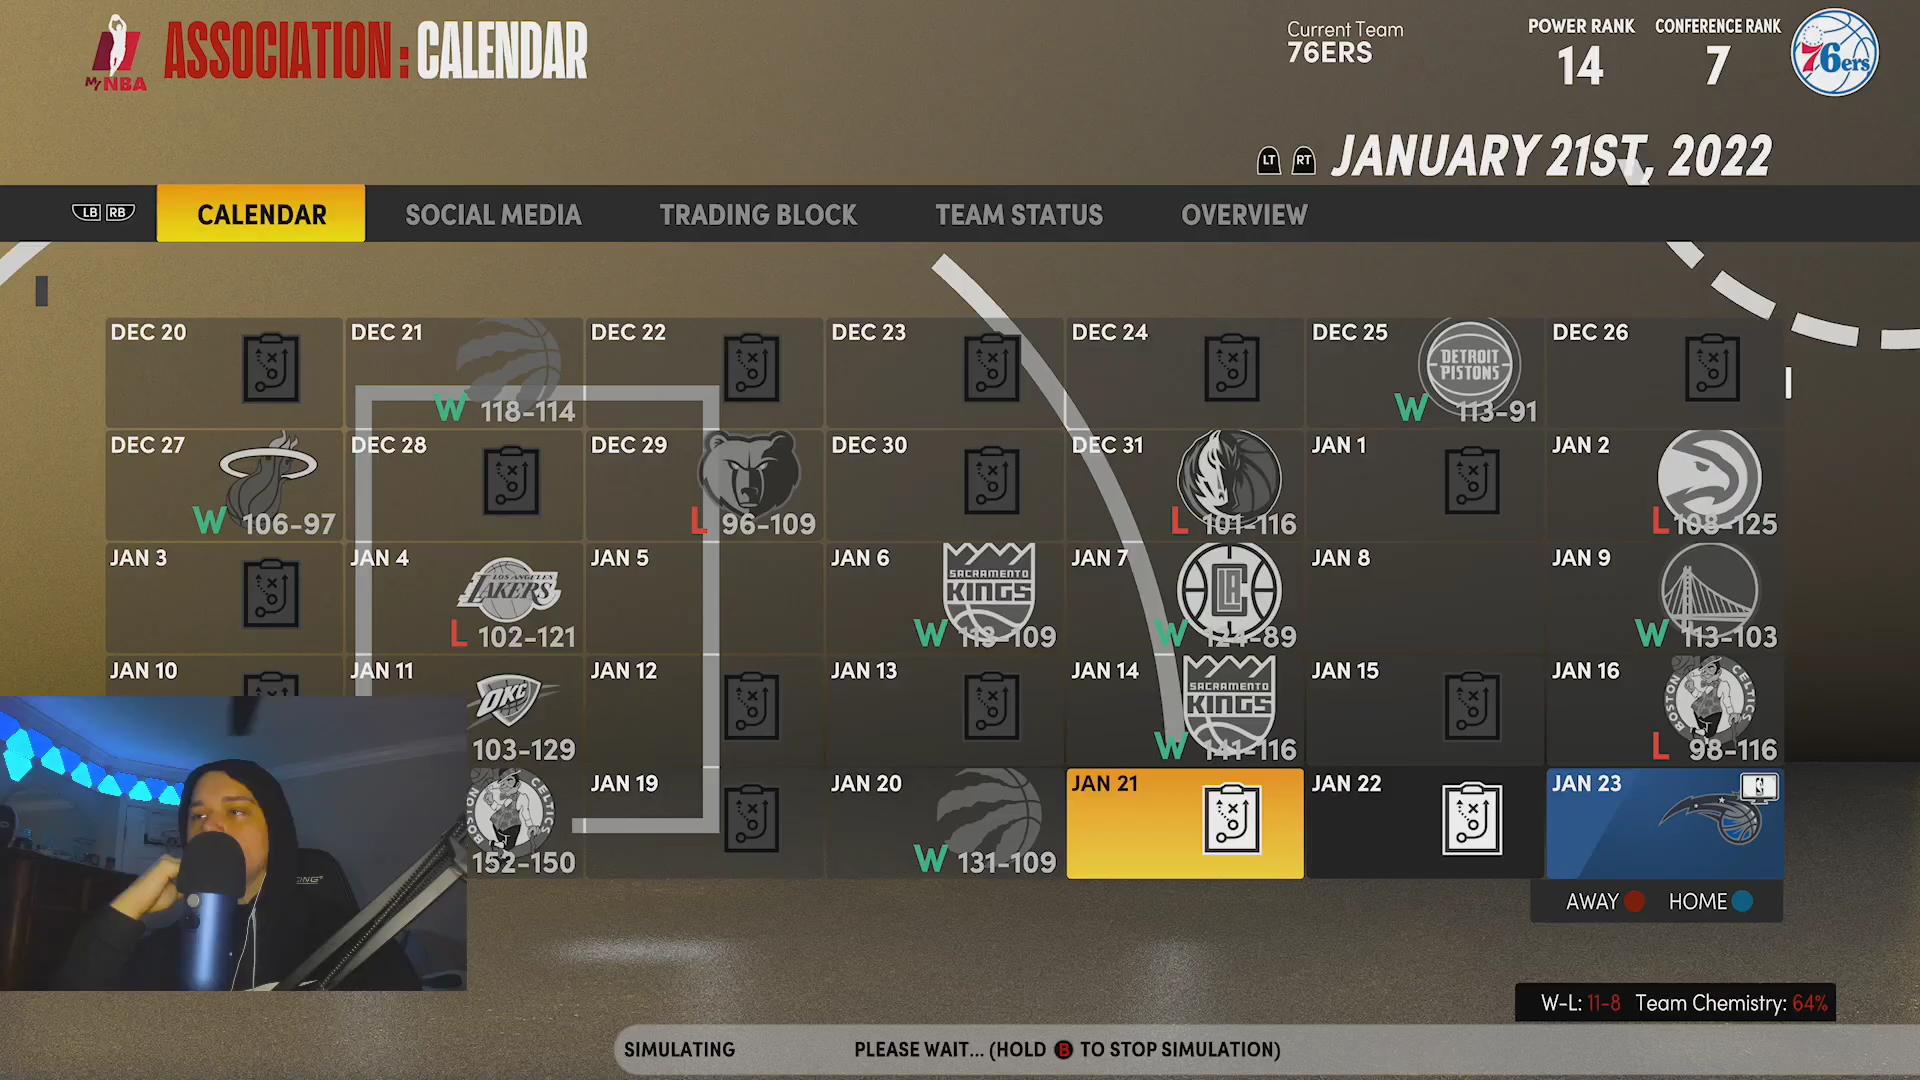 MyNBA
ASSOCIATION: CALENDAR
Current Team
76ERS
POWER RANK
14
CONFERENCE RANK
7
76ers
LT RT JANUARY 21ST, 2022
LB RB CALENDAR SOCIAL MEDIA TRADING BLOCK TEAM STATUS OVERVIEW
DEC 20 DEC 21 DEC 22 DEC 23 DEC 24 DEC 25 DEC 26
DETROIT PISTONS
W 118-114 W 113-91
DEC 27 DEC 28 DEC 29 DEC 30 DEC 31 JAN 1 JAN 2
W 106-97 L 96-109 L 101-116 L 108-125
JAN 3 JAN 4 JAN 5 JAN 6 JAN 7 JAN 8 JAN 9
LOS ANGELES LAKERS SACRAMENTO KINGS LA
L 102-121 W 113-109 W 124-89 W 113-103
JAN 10 JAN 11 JAN 12 JAN 13 JAN 14 JAN 15 JAN 16
OKC SACRAMENTO KINGS BOSTON CELTICS
103-129 W 141-116 L 98-116
JAN 19 JAN 20 JAN 21 JAN 22 JAN 23
BOSTON CELTICS
152-150 W 131-109
AWAY HOME
W-L: 11-8 Team Chemistry: 64%
SIMULATING PLEASE WAIT... (HOLD B TO STOP SIMULATION)